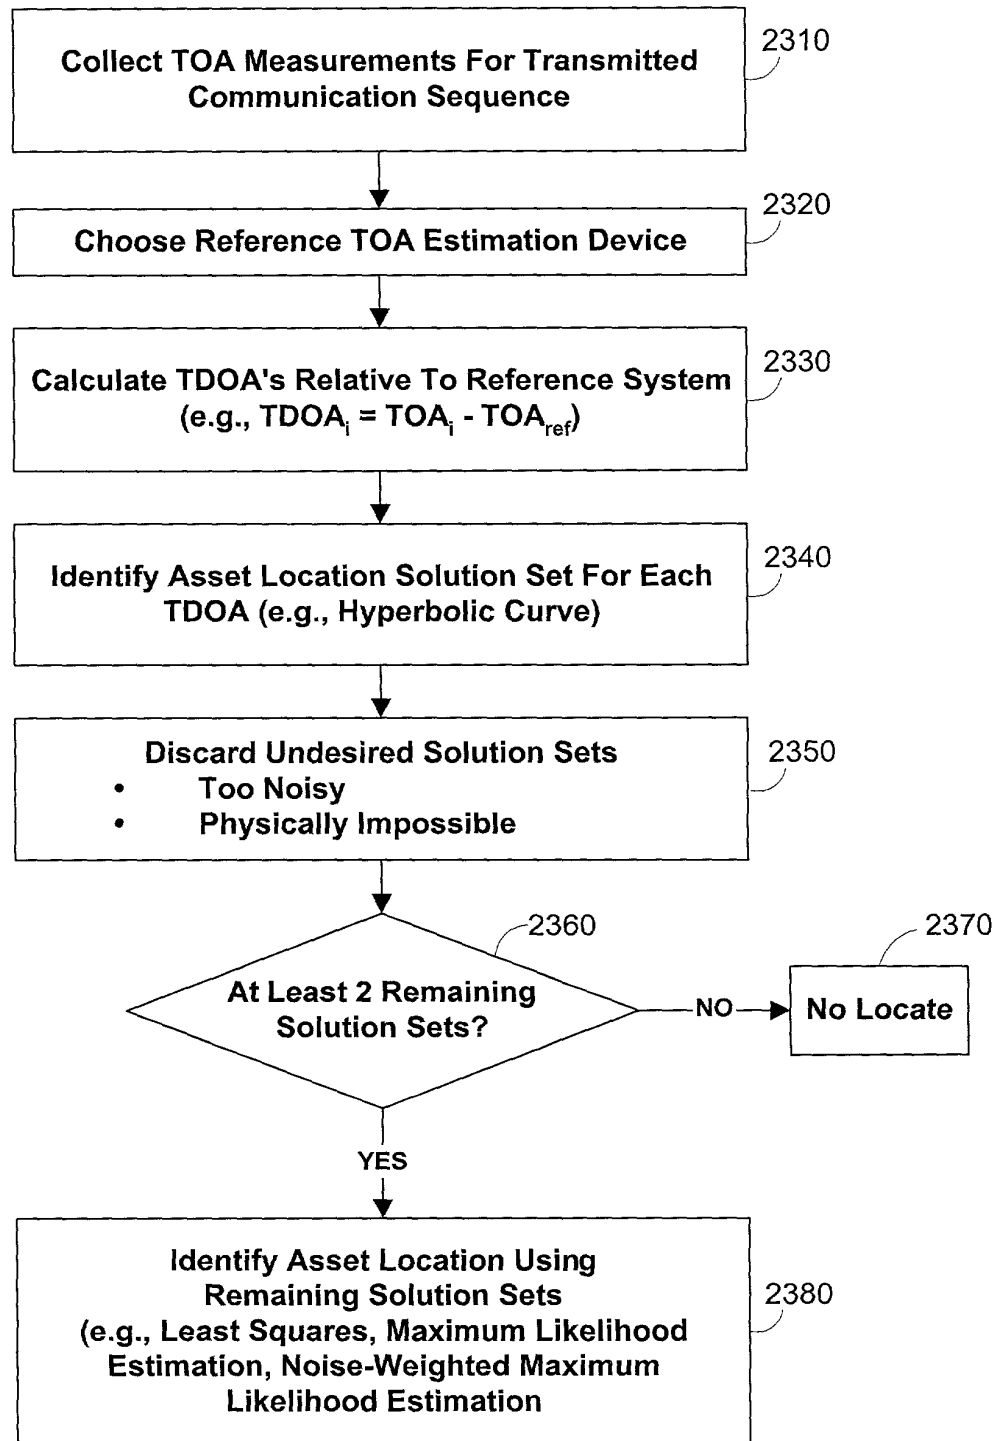 Collect TOA Measurements For Transmitted
Communication Sequence
2310
Choose Reference TOA Estimation Device
2320
Calculate TDOA's Relative To Reference System
(e.g., TDOAi = TOAi - TOAref)
2330
Identify Asset Location Solution Set For Each
TDOA (e.g., Hyperbolic Curve)
2340
Discard Undesired Solution Sets
• Too Noisy
• Physically Impossible
2350
At Least 2 Remaining
Solution Sets?
2360
NO
No Locate
2370
YES
Identify Asset Location Using
Remaining Solution Sets
(e.g., Least Squares, Maximum Likelihood
Estimation, Noise-Weighted Maximum
Likelihood Estimation
2380